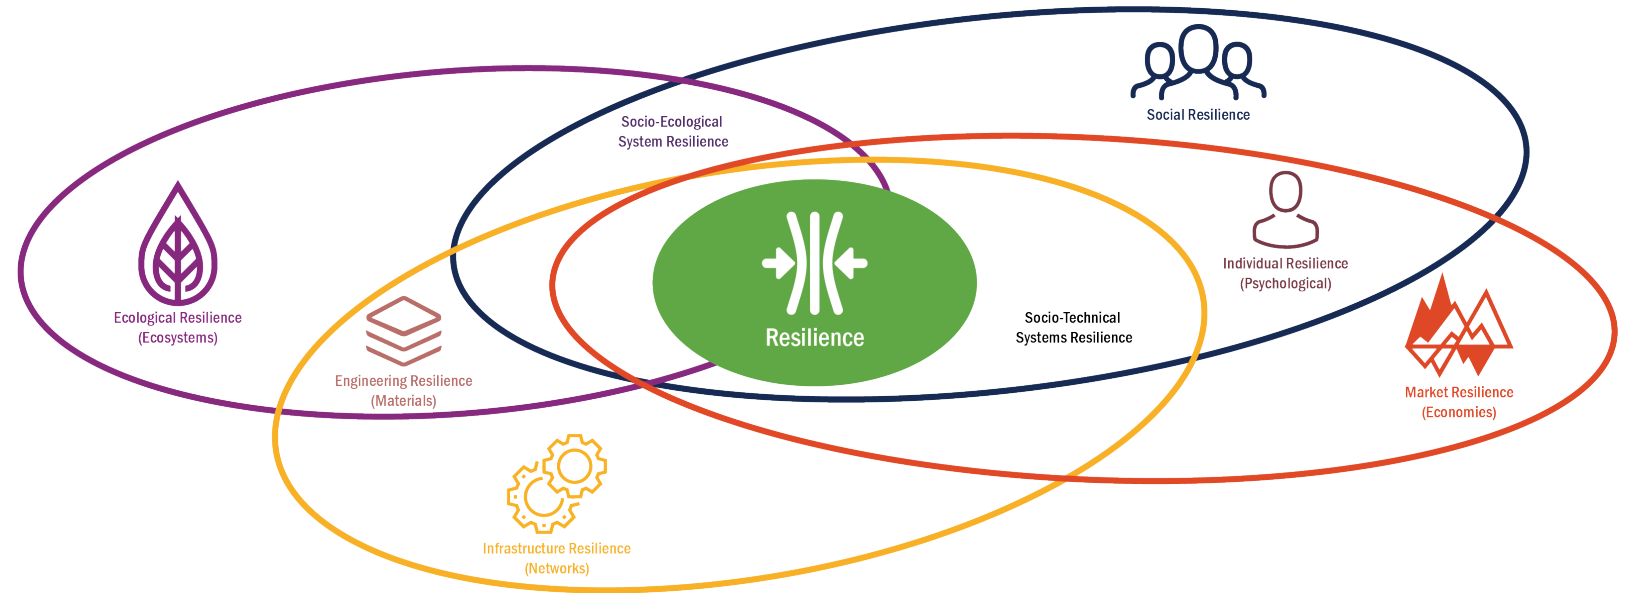 Social Resilience
Socio-Ecological
System Resilience
Individual Resilience
(Psychological)
Ecological Resilience
(Ecosystems)
Resilience
Socio-Technical
Systems Resilience
Engineering Resilience
(Materials)
Market Resilience
(Economies)
Infrastructure Resilience
(Networks)